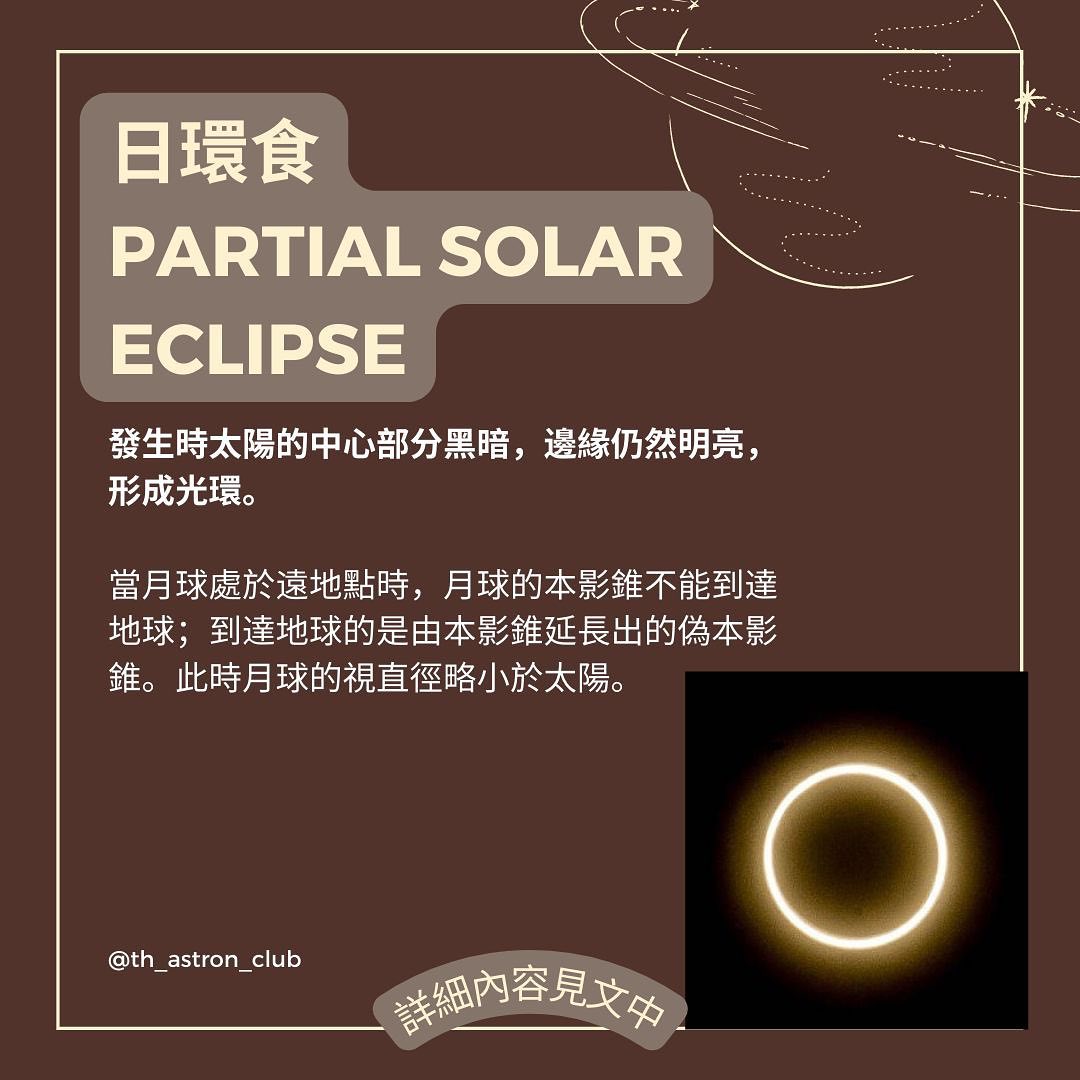 日環食
PARTIAL SOLAR
ECLIPSE
發生時太陽的中心部分黑暗，邊緣仍然明亮，
形成光環。
當月球處於遠地點時，月球的本影錐不能到達
地球；到達地球的是由本影錐延長出的偽本影
錐。此時月球的視直徑略小於太陽。
@th_astron_club
詳細內容見文中